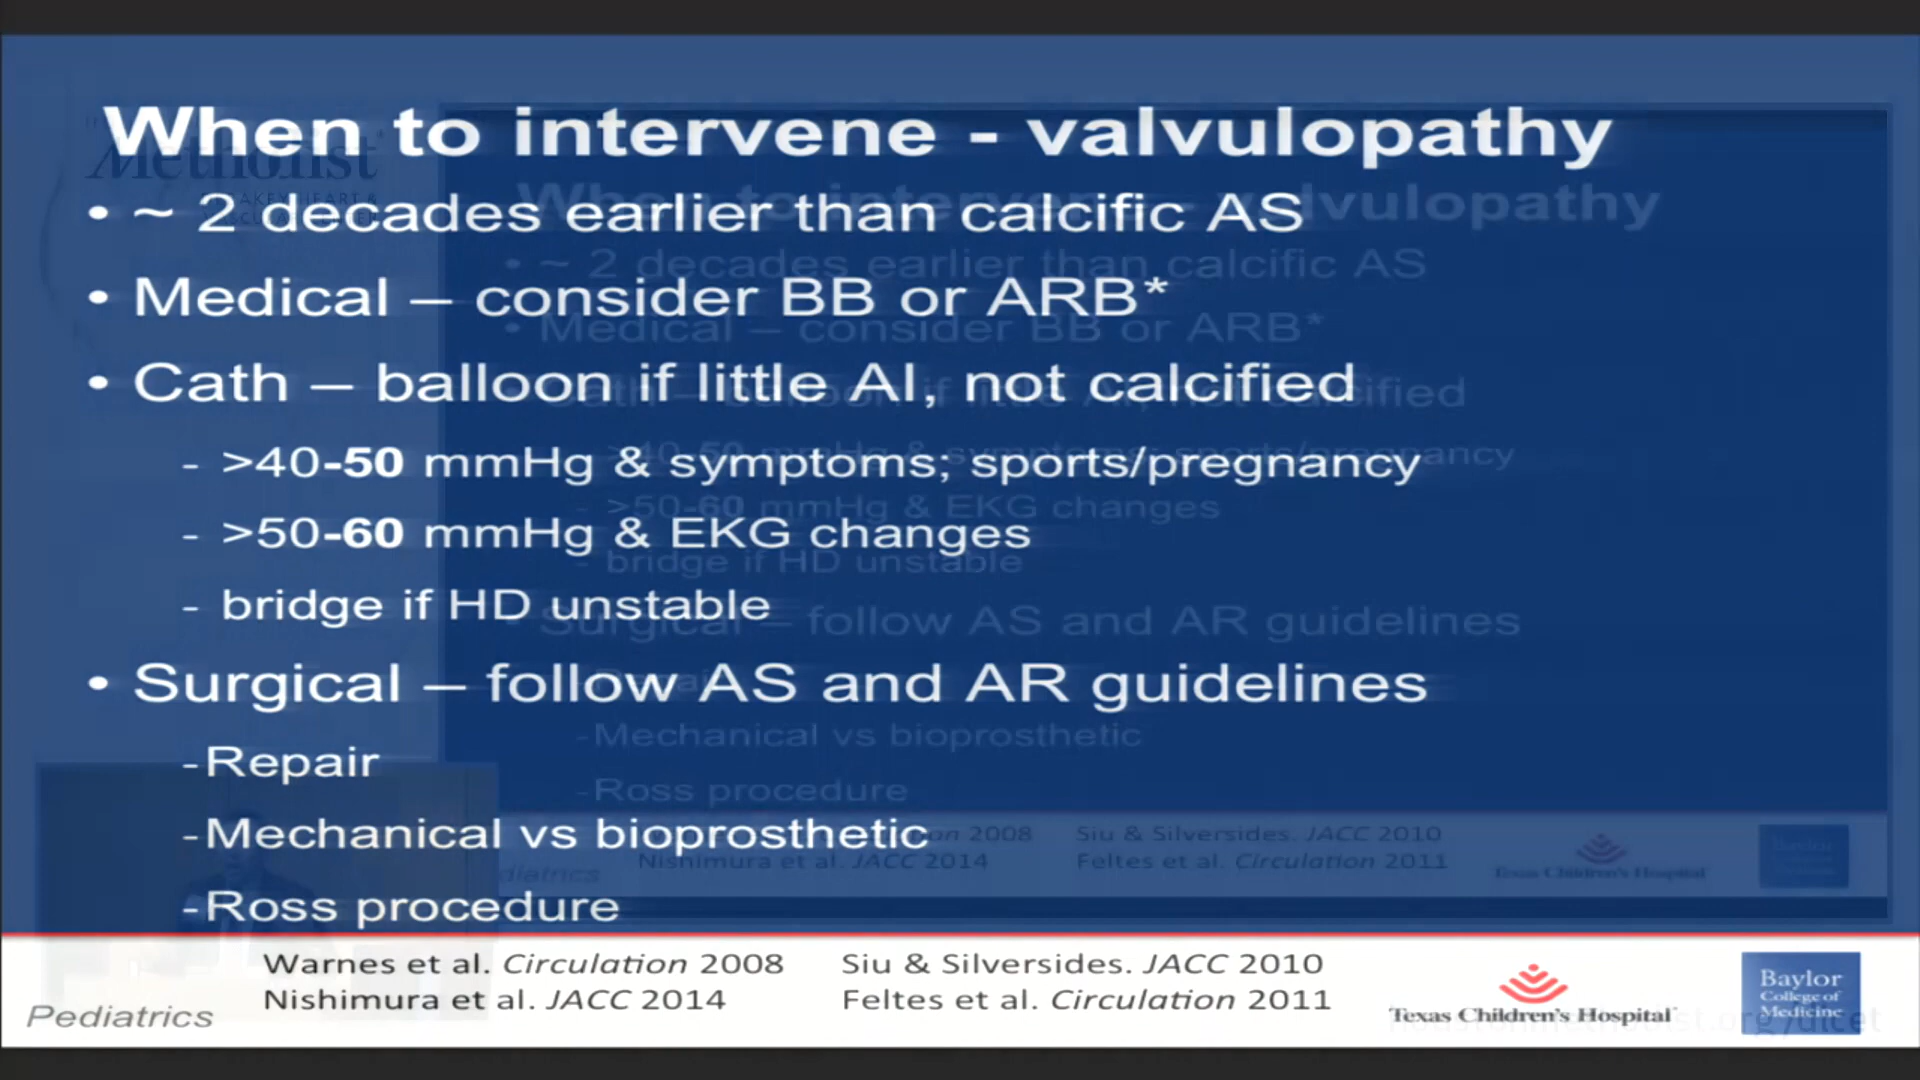 When to intervene - valvulopathy
• ~ 2 decades earlier than calcific AS
• Medical – consider BB or ARB*
• Cath – balloon if little AI, not calcified
- >40-50 mmHg & symptoms; sports/pregnancy
- >50-60 mmHg & EKG changes
- bridge if HD unstable
• Surgical – follow AS and AR guidelines
-Repair
-Mechanical vs bioprosthetic
-Ross procedure
Warnes et al. Circulation 2008
Nishimura et al. JACC 2014
Siu & Silversides. JACC 2010
Feltes et al. Circulation 2011
Pediatrics
Texas Children's Hospital
Baylor
College of
Medicine